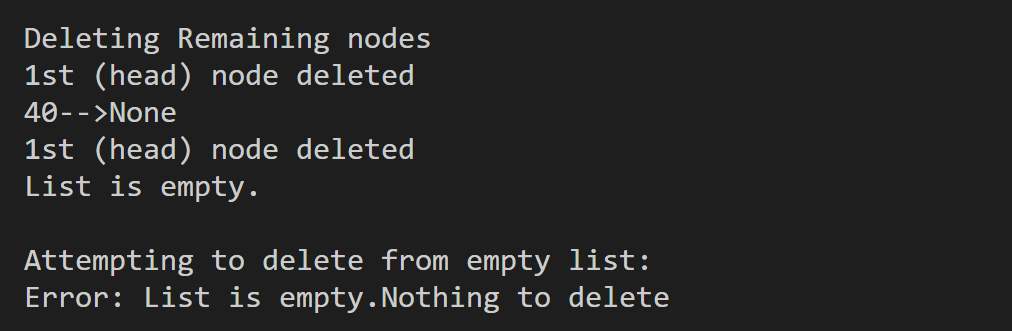 Deleting Remaining nodes
1st (head) node deleted
40-->None
1st (head) node deleted
List is empty.
Attempting to delete from empty list:
Error: List is empty.Nothing to delete